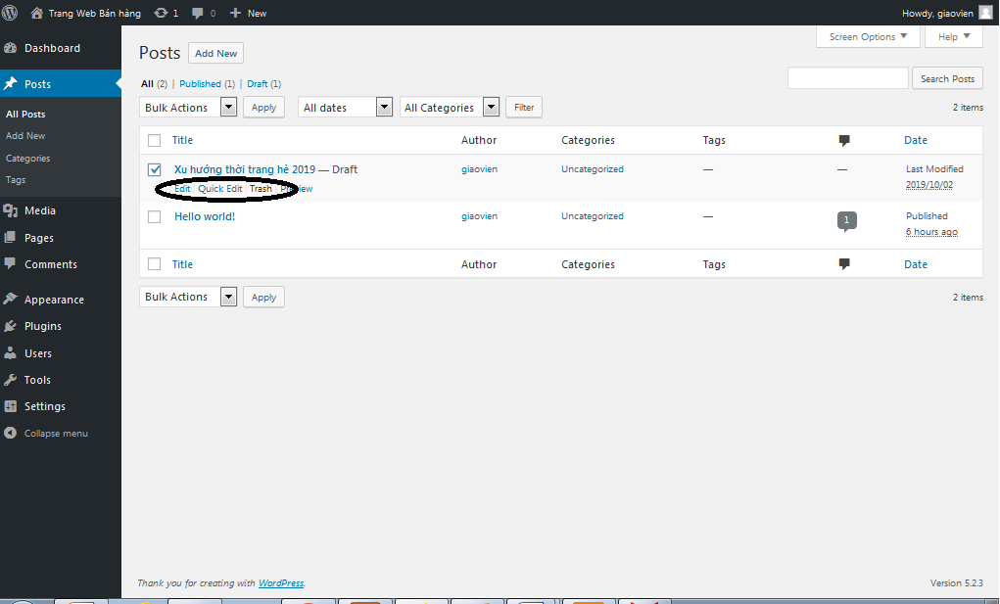 Trang Web Bán hàng 1 0 + New Howdy, giaovien
Screen Options Help
Dashboard
Posts
All Posts
Add New
Categories
Tags
Media
Pages
Comments
Appearance
Plugins
Users
Tools
Settings
Collapse menu
Posts Add New
All (2) | Published (1) | Draft (1)
Search Posts
Bulk Actions Apply All dates All Categories Filter 2 items
Title Author Categories Tags Date
Xu hướng thời trang hè 2019 — Draft giaovien Uncategorized — — Last Modified
Edit Quick Edit Trash Preview 2019/10/02
Hello world! giaovien Uncategorized — 1 Published
6 hours ago
Title Author Categories Tags Date
Bulk Actions Apply 2 items
Thank you for creating with WordPress. Version 5.2.3